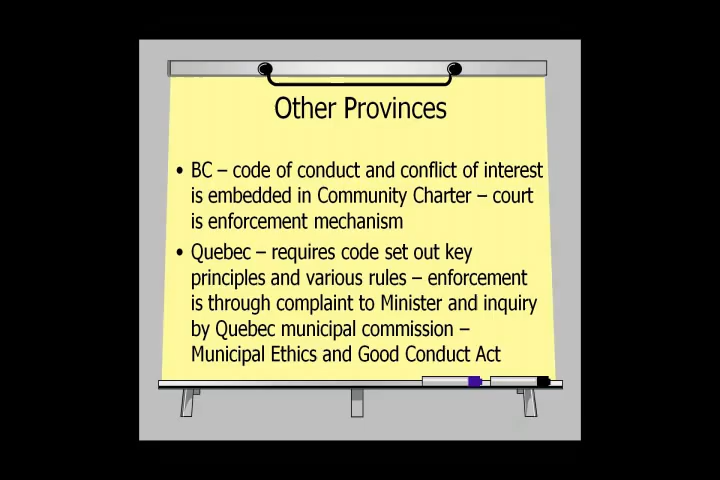 Other Provinces
• BC – code of conduct and conflict of interest
is embedded in Community Charter – court
is enforcement mechanism
• Quebec – requires code set out key
principles and various rules – enforcement
is through complaint to Minister and inquiry
by Quebec municipal commission –
Municipal Ethics and Good Conduct Act